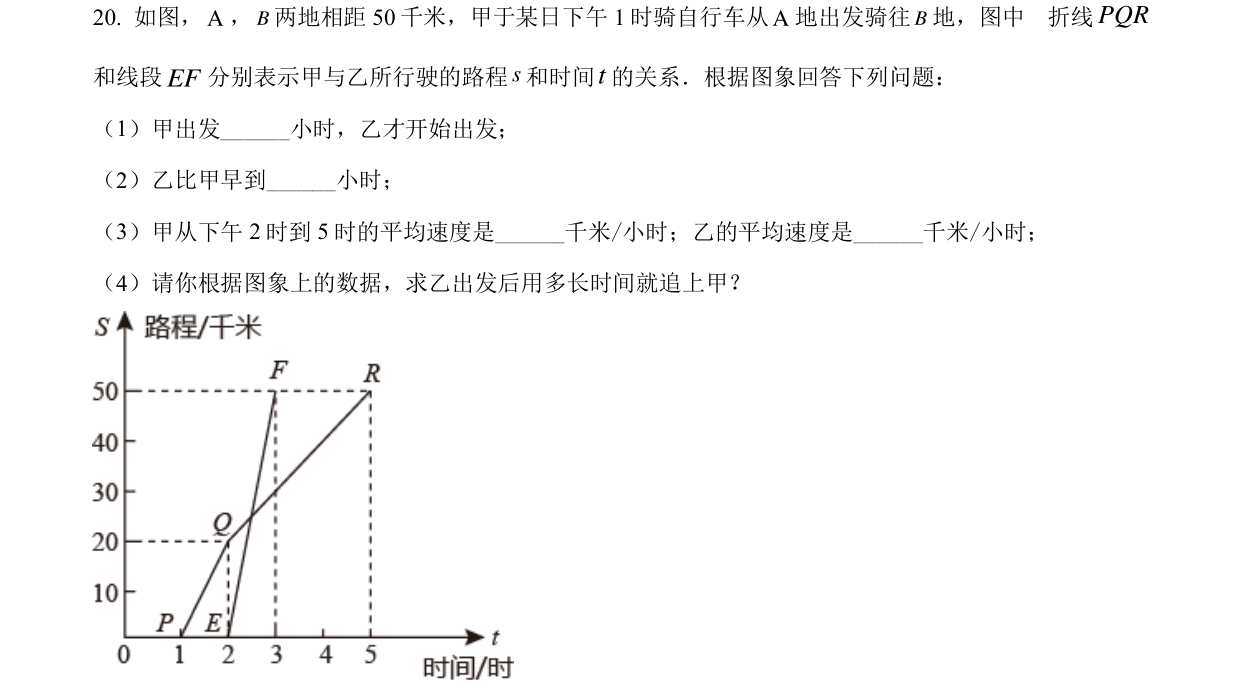 20. 如图， A ， B 两地相距 50 千米，甲于某日下午 1 时骑自行车从 A 地出发骑往 B 地，图中　折线 PQR
和线段 EF 分别表示甲与乙所行驶的路程 s 和时间 t 的关系．根据图象回答下列问题：
（1）甲出发______小时，乙才开始出发；
（2）乙比甲早到______小时；
（3）甲从下午 2 时到 5 时的平均速度是______千米/小时；乙的平均速度是______千米/小时；
（4）请你根据图象上的数据，求乙出发后用多长时间就追上甲？
S 路程/千米
F R
50
40
30
Q
20
10
P E
t
0 1 2 3 4 5
时间/时